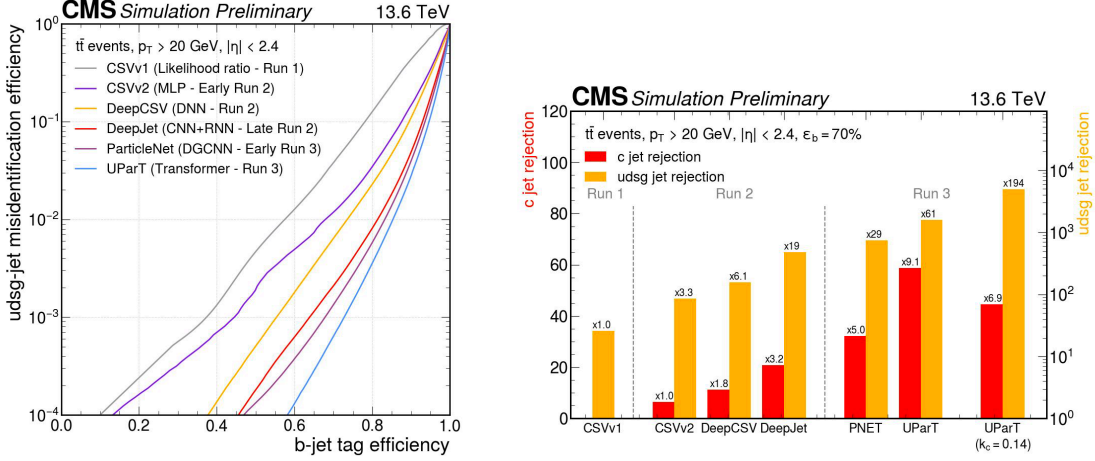 CMS Simulation Preliminary 13.6 TeV
udsg-jet misidentification efficiency
10⁰
10⁻¹
10⁻²
10⁻³
10⁻⁴
tt̄ events, pT > 20 GeV, |η| < 2.4
CSVv1 (Likelihood ratio - Run 1)
CSVv2 (MLP - Early Run 2)
DeepCSV (DNN - Run 2)
DeepJet (CNN+RNN - Late Run 2)
ParticleNet (DGCNN - Early Run 3)
UParT (Transformer - Run 3)
0.0 0.2 0.4 0.6 0.8 1.0
b-jet tag efficiency
CMS Simulation Preliminary 13.6 TeV
c jet rejection
120
100
80
60
40
20
0
tt̄ events, pT > 20 GeV, |η| < 2.4, εb = 70%
c jet rejection
udsg jet rejection
Run 1 Run 2 Run 3
x1.0
x1.0 x3.3
x1.8 x6.1
x3.2 x19
x5.0 x29
x9.1 x61
x6.9 x194
10⁴
10³
10²
10¹
10⁰
udsg jet rejection
CSVv1 CSVv2 DeepCSV DeepJet PNET UParT UParT
(kc = 0.14)